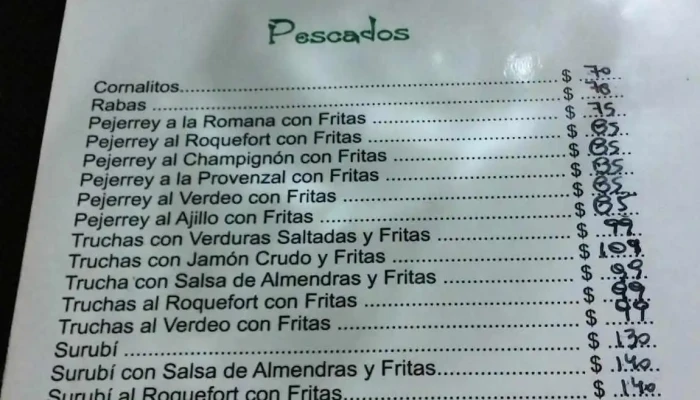 Pescados
Cornalitos.......... $ 70
Rabas .......... $ 70
Pejerrey a la Romana con Fritas .......... $ 75
Pejerrey al Roquefort con Fritas .......... $ 85
Pejerrey al Champignón con Fritas .......... $ 85
Pejerrey a la Provenzal con Fritas .......... $ 85
Pejerrey al Verdeo con Fritas .......... $ 85
Pejerrey al Ajillo con Fritas .......... $ 85
Truchas con Verduras Saltadas y Fritas .......... $ 99
Truchas con Jamón Crudo y Fritas .......... $ 109
Trucha con Salsa de Almendras y Fritas .......... $ 99
Truchas al Roquefort con Fritas .......... $ 99
Truchas al Verdeo con Fritas .......... $ 99
Surubí .......... $ 130
Surubí con Salsa de Almendras y Fritas.......... $ 140
Surubí al Roquefort con Fritas.......... $ 140